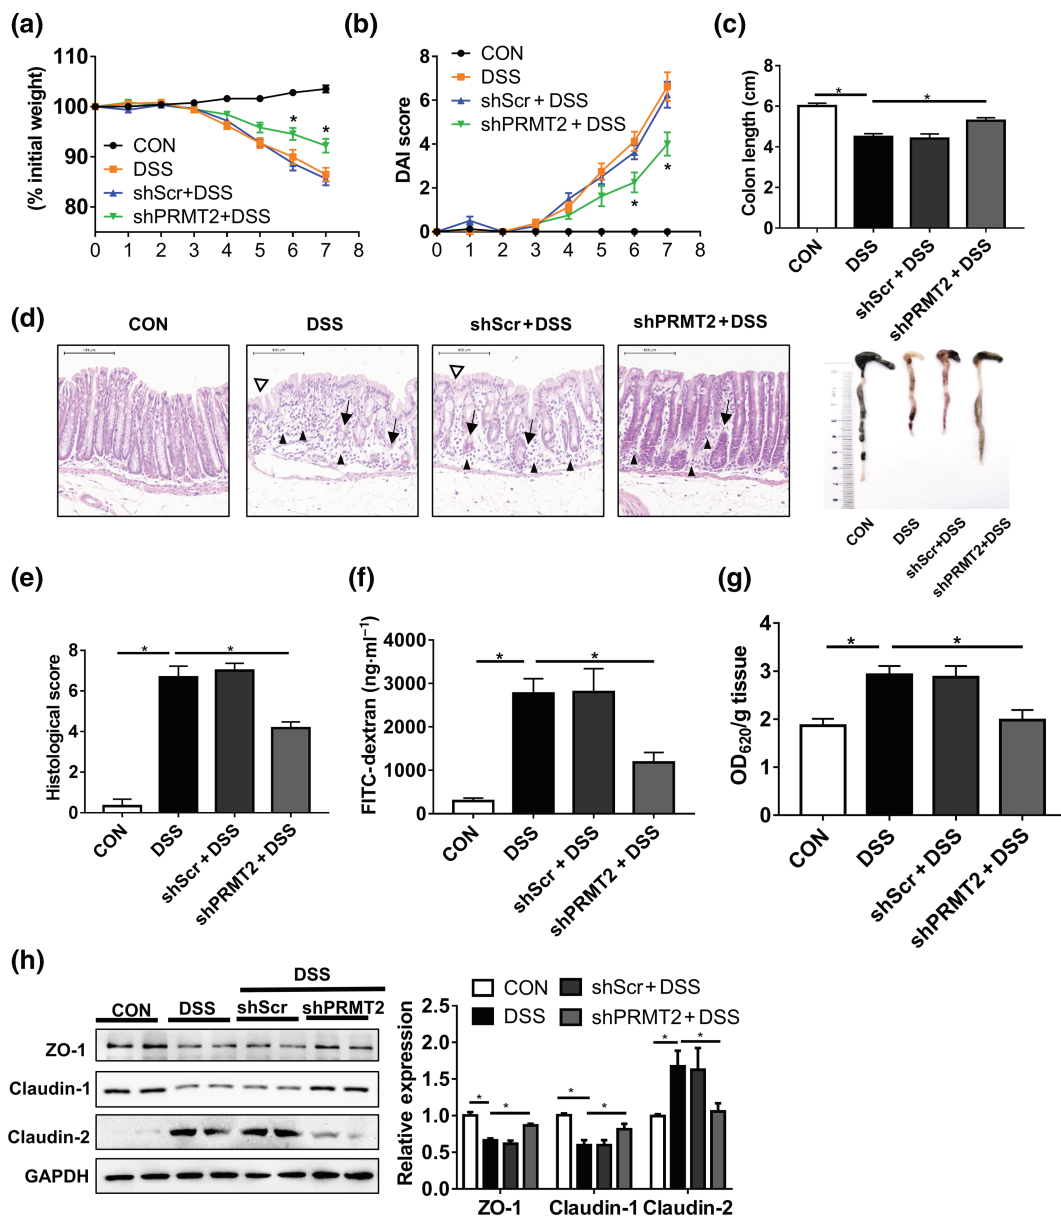 (a)
(% initial weight)
110
100
90
80
0 1 2 3 4 5 6 7 8
CON
DSS
shScr+DSS
shPRMT2+DSS
* *
(b)
DAI score
8
6
4
2
0
0 1 2 3 4 5 6 7 8
CON
DSS
shScr + DSS
shPRMT2 + DSS
* *
(c)
Colon length (cm)
8
6
4
2
0
* *
CON
DSS
shScr + DSS
shPRMT2 + DSS
(d)
CON DSS shScr+DSS shPRMT2+DSS
CON
DSS
shScr+DSS
shPRMT2+DSS
(e)
Histological score
8
6
4
2
0
* *
CON
DSS
shScr + DSS
shPRMT2 + DSS
(f)
FITC-dextran (ng·ml⁻¹)
4000
3000
2000
1000
0
* *
CON
DSS
shScr + DSS
shPRMT2 + DSS
(g)
OD₆₂₀/g tissue
4
3
2
1
0
* *
CON
DSS
shScr + DSS
shPRMT2 + DSS
(h)
DSS
CON DSS shScr shPRMT2
ZO-1
Claudin-1
Claudin-2
GAPDH
CON shScr+DSS
DSS shPRMT2+DSS
Relative expression
2.5
2.0
1.5
1.0
0.5
0.0
* * * * * *
ZO-1 Claudin-1 Claudin-2